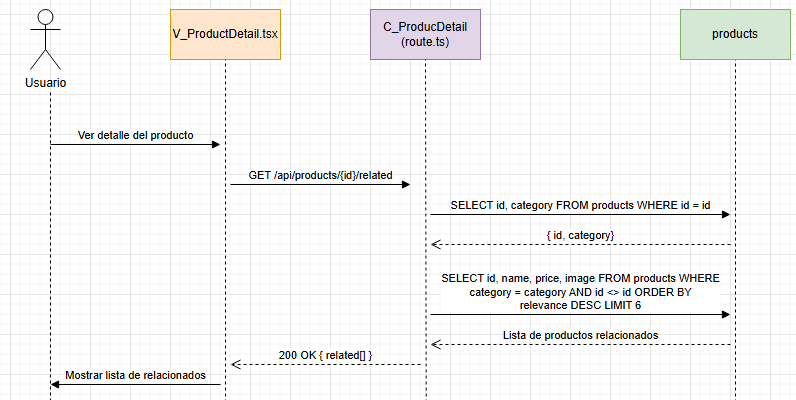 Usuario
V_ProductDetail.tsx
C_ProducDetail
(route.ts)
products
Ver detalle del producto
GET /api/products/{id}/related
SELECT id, category FROM products WHERE id = id
{ id, category}
SELECT id, name, price, image FROM products WHERE
category = category AND id <> id ORDER BY
relevance DESC LIMIT 6
Lista de productos relacionados
200 OK { related[] }
Mostrar lista de relacionados